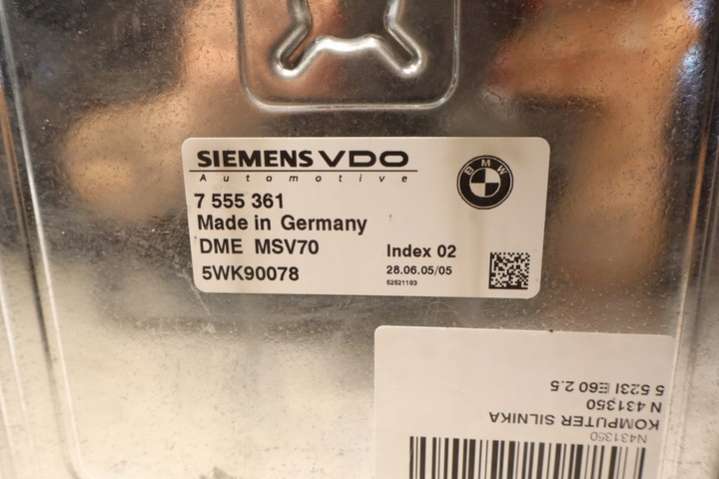 SIEMENS VDO
Automotive
BMW
7 555 361
Made in Germany
DME MSV70
Index 02
5WK90078
28.06.05/05
52521193
N431350
KOMPUTER SILNIKA
N 431350
5 523I E60 2.5